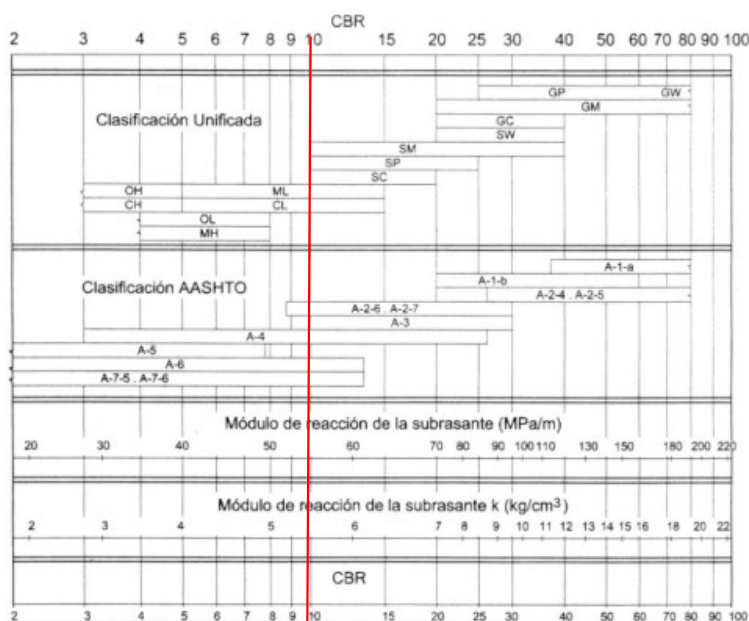 CBR
2 3 4 5 6 7 8 9 10 15 20 25 30 40 50 60 70 80 90 100
GP GW
Clasificación Unificada GM
GC
SW
SM
SP
SC
OH ML
CH CL
OL
MH
A-1-a
Clasificación AASHTO A-1-b
A-2-4 . A-2-5
A-2-6 . A-2-7
A-3
A-4
A-5
A-6
A-7-5 . A-7-6
Módulo de reacción de la subrasante (MPa/m)
20 30 40 50 60 70 80 90 100 110 130 150 180 200 220
Módulo de reacción de la subrasante k (kg/cm³)
2 3 4 5 6 7 8 9 10 11 12 13 14 15 16 18 20 22
CBR
2 3 4 5 6 7 8 9 10 15 20 25 30 40 50 60 70 80 90 100